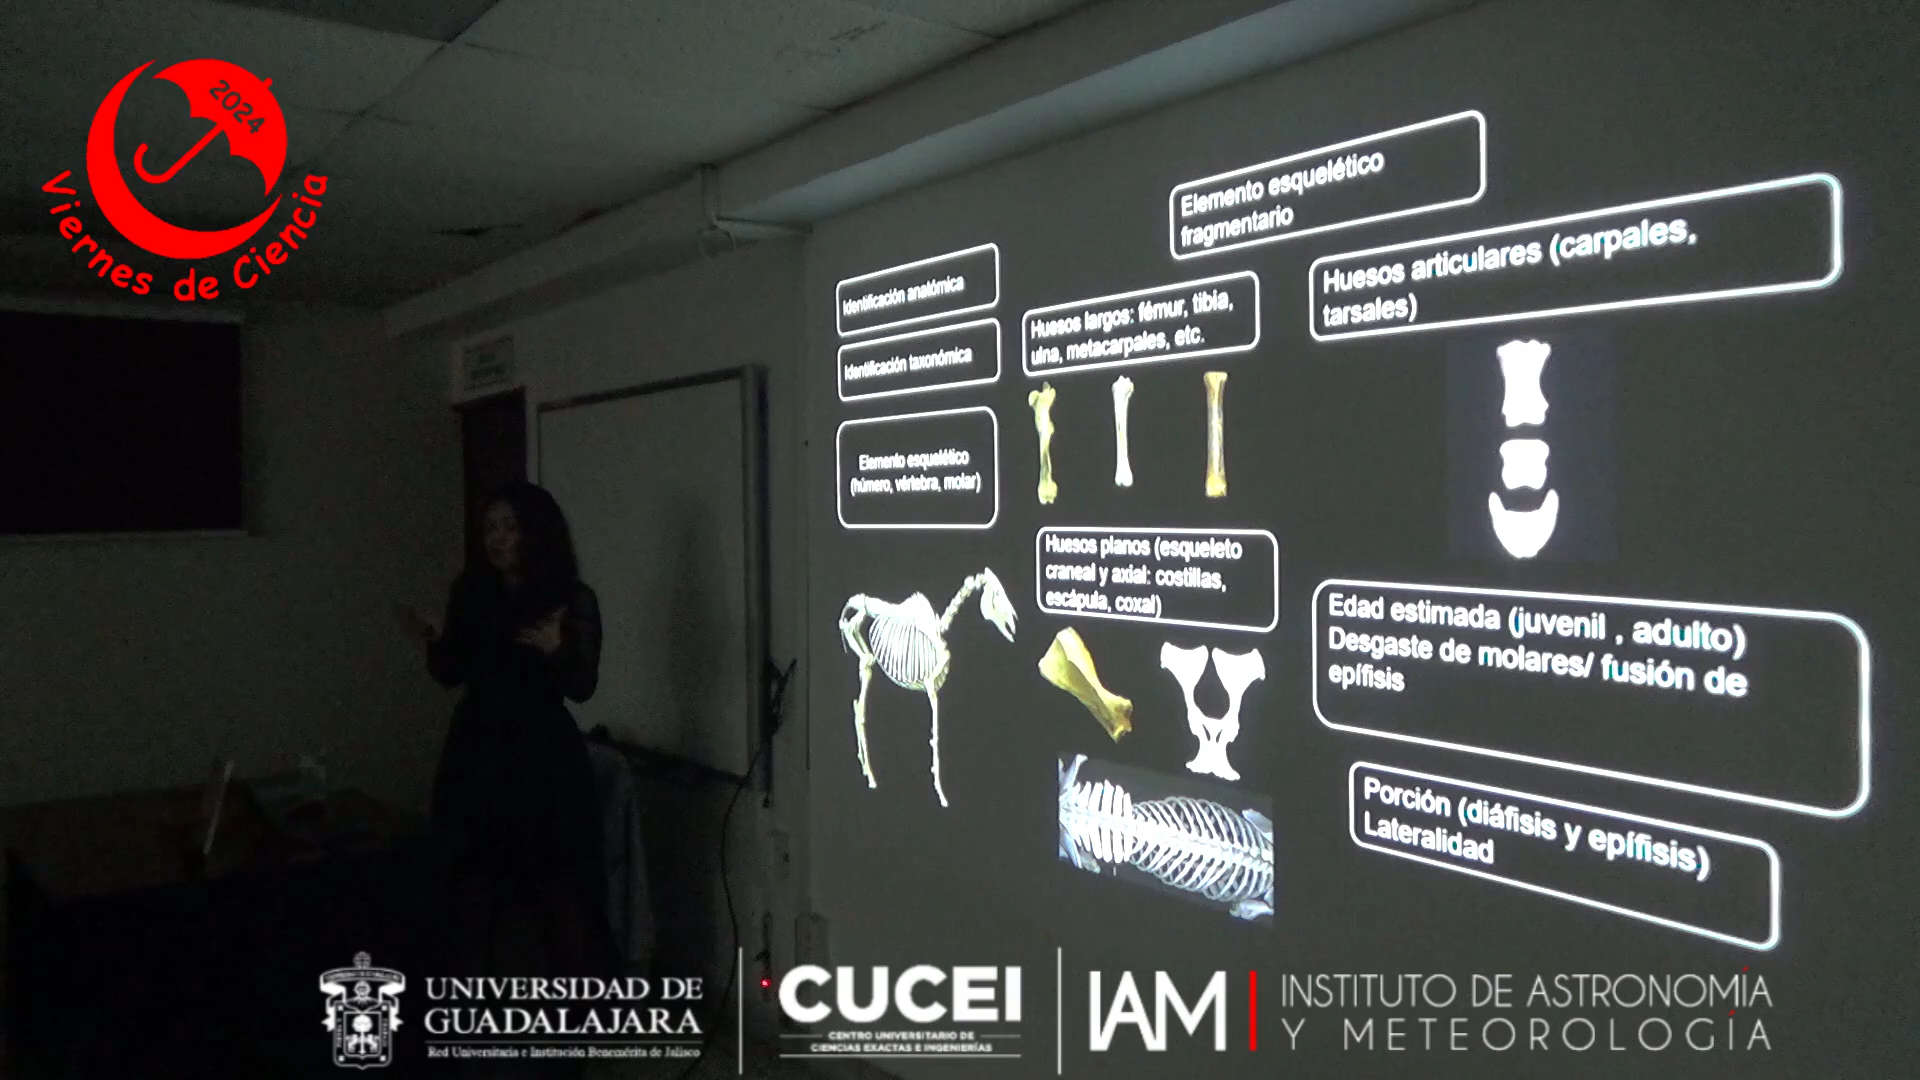 2024
Viernes de Ciencia
Elemento esquelético
fragmentario
Identificación anatómica
Identificación taxonómica
Elemento esquelético
(húmero, vértebra, molar)
Huesos largos: fémur, tibia,
ulna, metacarpales, etc.
Huesos articulares (carpales,
tarsales)
Huesos planos (esqueleto
craneal y axial: costillas,
escápula, coxal)
Edad estimada (juvenil , adulto)
Desgaste de molares/ fusión de
epífisis
Porción (diáfisis y epífisis)
Lateralidad
UNIVERSIDAD DE
GUADALAJARA
Red Universitaria e Institución Benemérita de Jalisco
CUCEI
CENTRO UNIVERSITARIO DE
CIENCIAS EXACTAS E INGENIERÍAS
IAM
INSTITUTO DE ASTRONOMÍA
Y METEOROLOGÍA